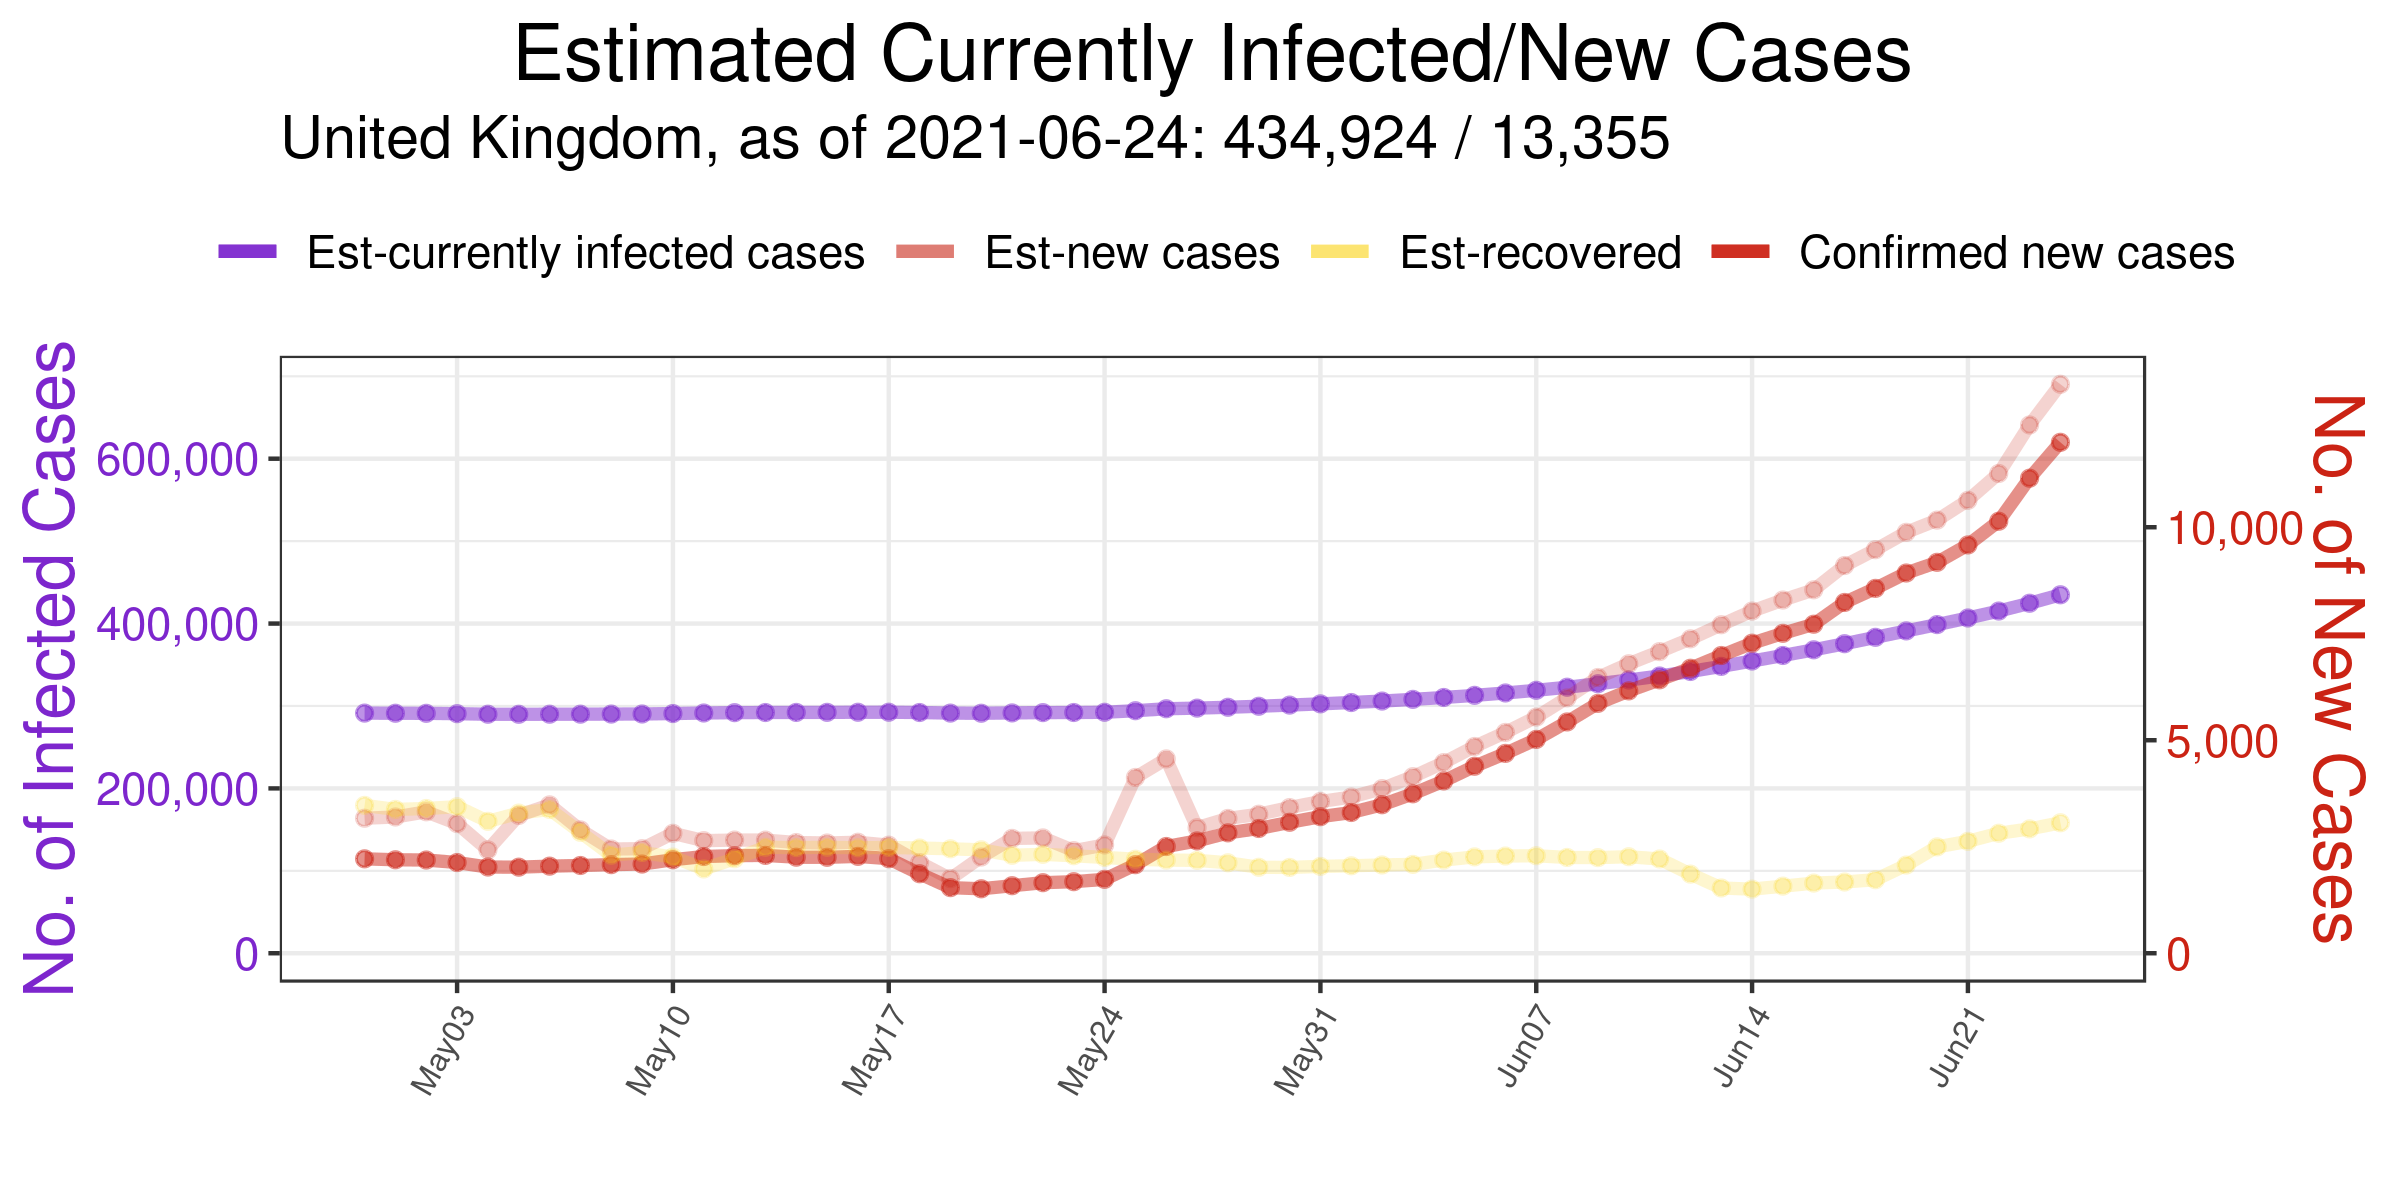 Estimated Currently Infected/New Cases
United Kingdom, as of 2021-06-24: 434,924 / 13,355
Est-currently infected cases Est-new cases Est-recovered Confirmed new cases
No. of Infected Cases
600,000
400,000
200,000
0
No. of New Cases
10,000
5,000
0
May03 May10 May17 May24 May31 Jun07 Jun14 Jun21